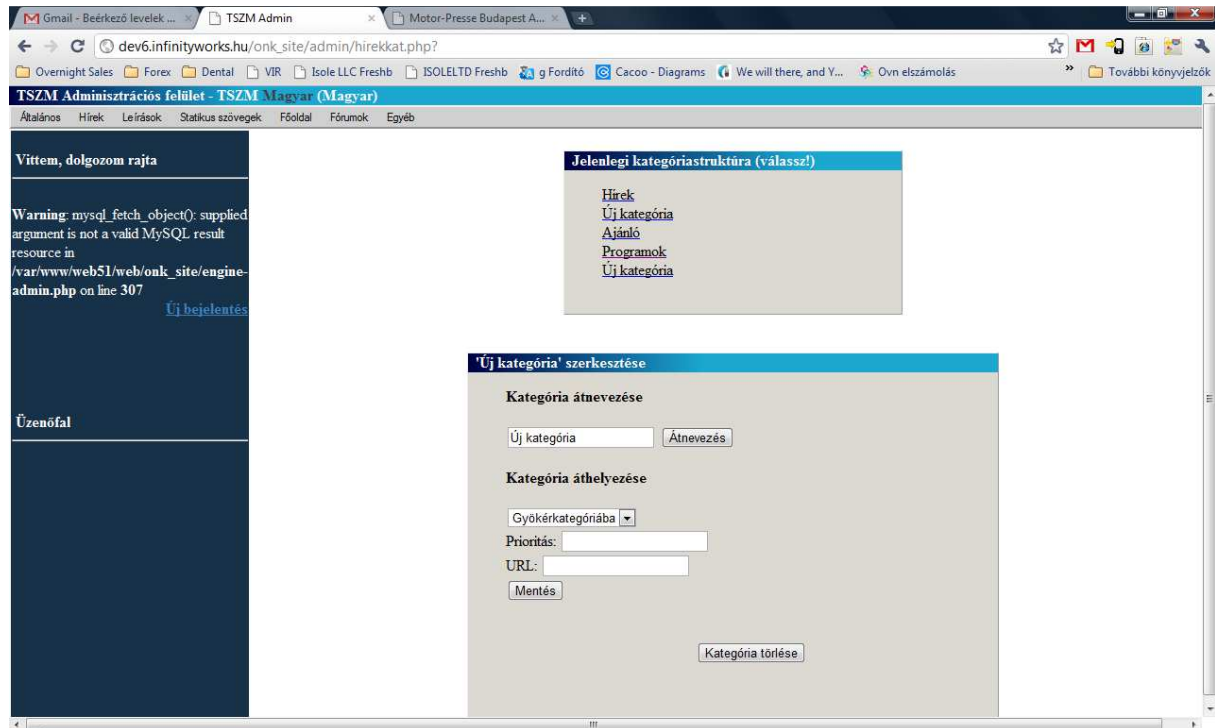 Gmail - Beérkező levelek ...
TSZM Admin
Motor-Presse Budapest A...
dev6.infinityworks.hu/onk_site/admin/hirekkat.php?
Overnight Sales Forex Dental VIR Isole LLC Freshb ISOLELTD Freshb g Fordító Cacoo - Diagrams We will there, and Y... Ovn elszámolás » További könyvjelzők
TSZM Adminisztrációs felület - TSZM Magyar (Magyar)
Általános Hírek Leírások Statikus szövegek Főoldal Fórumok Egyéb
Vittem, dolgozom rajta
Warning: mysql_fetch_object(): supplied
argument is not a valid MySQL result
resource in
/var/www/web51/web/onk_site/engine-
admin.php on line 307
Új bejelentés
Üzenőfal
Jelenlegi kategóriastruktúra (válassz!)
Hírek
Új kategória
Ajánló
Programok
Új kategória
'Új kategória' szerkesztése
Kategória átnevezése
Új kategória Átnevezés
Kategória áthelyezése
Gyökérkategóriába
Prioritás:
URL:
Mentés
Kategória törlése